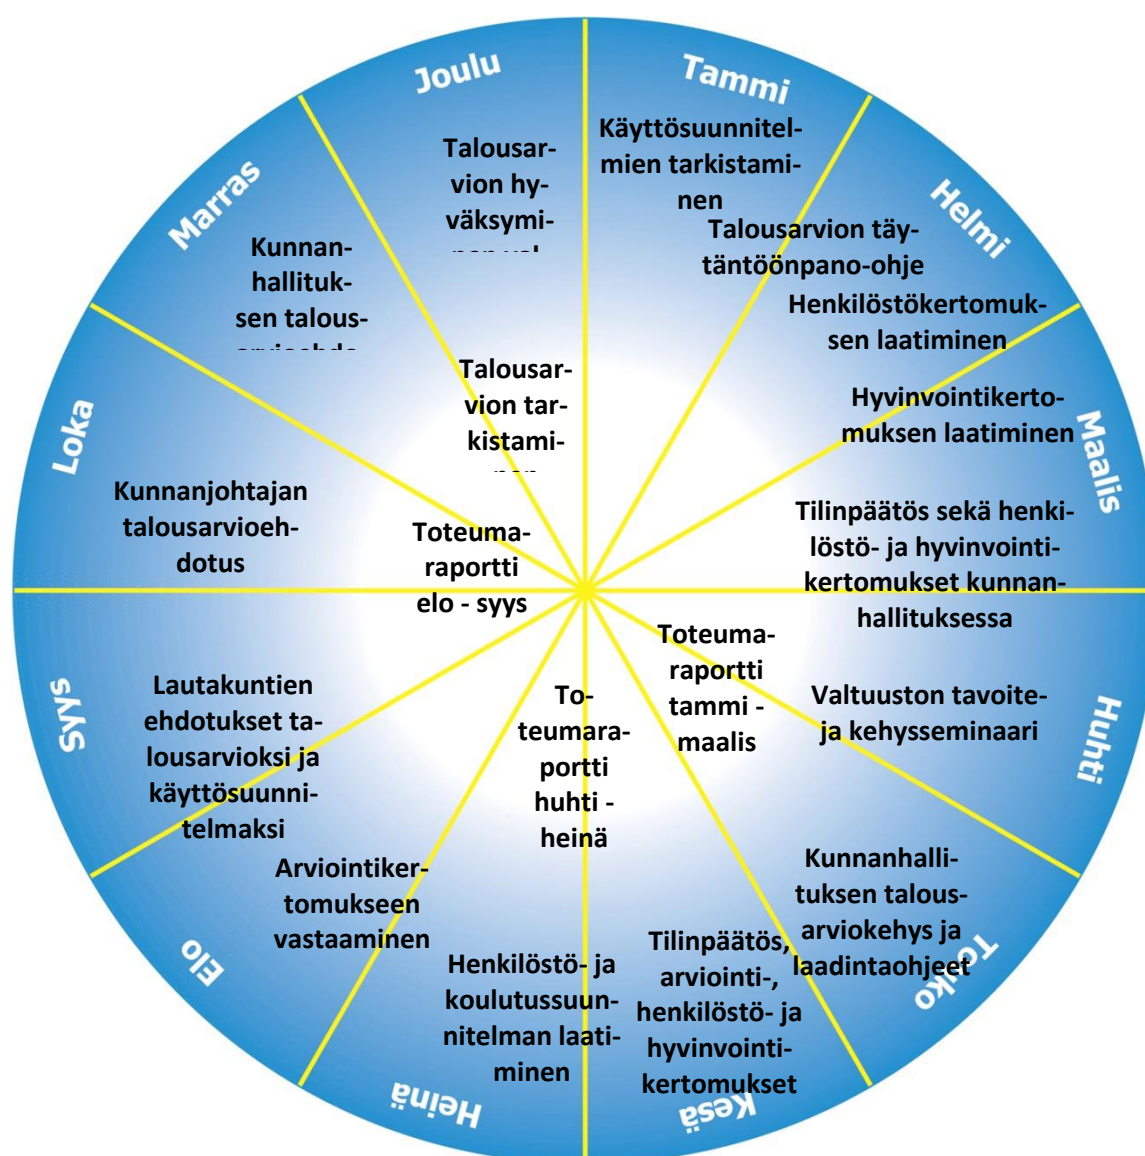 Tammi
Käyttösuunnitel-
mien tarkistami-
nen
Talousarvion täy-
täntöönpano-ohje
Helmi
Henkilöstökertomuk-
sen laatiminen
Maalis
Hyvinvointikerto-
muksen laatiminen
Tilinpäätös sekä henki-
löstö- ja hyvinvointi-
kertomukset kunnan-
hallituksessa
Huhti
Valtuuston tavoite-
ja kehysseminaari
Toteuma-
raportti
tammi -
maalis
Touko
Kunnanhalli-
tuksen talous-
arviokehys ja
laadintaohjeet
Kesä
Tilinpäätös,
arviointi-,
henkilöstö- ja
hyvinvointi-
kertomukset
Heinä
Henkilöstö- ja
koulutussuun-
nitelman laati-
minen
To-
teumara-
portti
huhti -
heinä
Elo
Arviointiker-
tomukseen
vastaaminen
Syys
Lautakuntien
ehdotukset ta-
lousarvioksi ja
käyttösuunni-
telmaksi
Loka
Kunnanjohtajan
talousarvioeh-
dotus
Toteuma-
raportti
elo - syys
Marras
Kunnan-
hallituk-
sen talous-
Joulu
Talousar-
vion hy-
väksymi-
Talousar-
vion tar-
kistami-